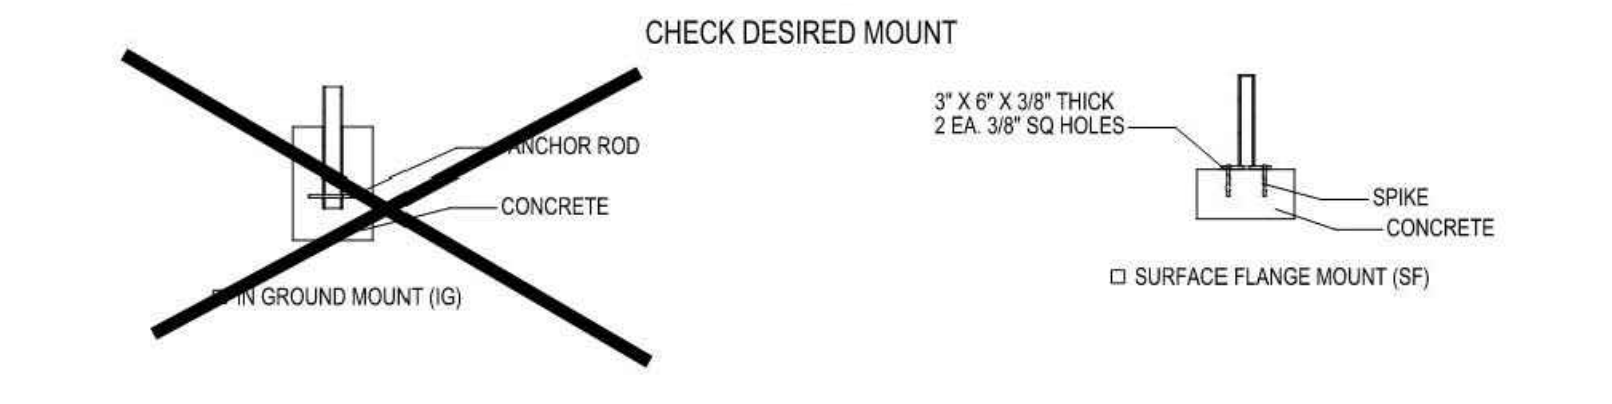 CHECK DESIRED MOUNT
ANCHOR ROD
CONCRETE
IN GROUND MOUNT (IG)
3" X 6" X 3/8" THICK
2 EA. 3/8" SQ HOLES
SPIKE
CONCRETE
SURFACE FLANGE MOUNT (SF)